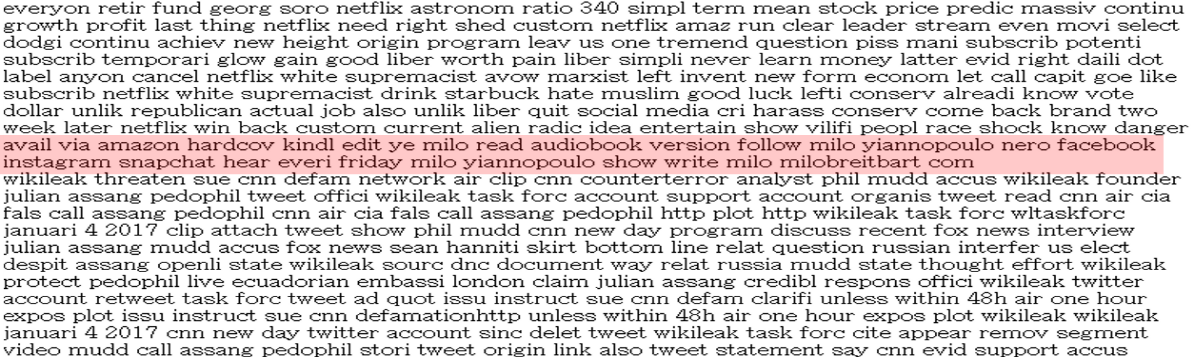 everyon retir fund georg soro netflix astronom ratio 340 simpl term mean stock price predic massiv continu
growth profit last thing netflix need right shed custom netflix amaz run clear leader stream even movi select
dodgi continu achiev new height origin program leav us one tremend question piss mani subscrib potenti
subscrib temporari glow gain good liber worth pain liber simpli never learn money latter evid right daili dot
label anyon cancel netflix white supremacist avow marxist left invent new form econom let call capit goe like
subscrib netflix white supremacist drink starbuck hate muslim good luck lefti conserv alreadi know vote
dollar unlik republican actual job also unlik liber quit social media cri harass conserv come back brand two
week later netflix win back custom current alien radic idea entertain show vilifi peopl race shock know danger
avail via amazon hardcov kindl edit ye milo read audiobook version follow milo yiannopoulo nero facebook
instagram snapchat hear everi friday milo yiannopoulo show write milo milobreitbart com
wikileak threaten sue cnn defam network air clip cnn counterterror analyst phil mudd accus wikileak founder
julian assang pedophil tweet offici wikileak task forc account support account organis tweet read cnn air cia
fals call assang pedophil cnn air cia fals call assang pedophil http plot http wikileak task forc wltaskforc
januari 4 2017 clip attach tweet show phil mudd cnn new day program discuss recent fox news interview
julian assang mudd accus fox news sean hanniti skirt bottom line relat question russian interfer us elect
despit assang openli state wikileak sourc dnc document way relat russia mudd state thought effort wikileak
protect pedophil live ecuadorian embassi london claim julian assang credibl respons offici wikileak twitter
account retweet task forc tweet ad quot issu instruct sue cnn defam clarifi unless within 48h air one hour
expos plot issu instruct sue cnn defamationhttp unless within 48h air one hour expos plot wikileak wikileak
januari 4 2017 cnn new day twitter account sinc delet tweet wikileak task forc cite appear remov segment
video mudd call assang pedophil stori tweet origin link also tweet statement say cnn evid support accus